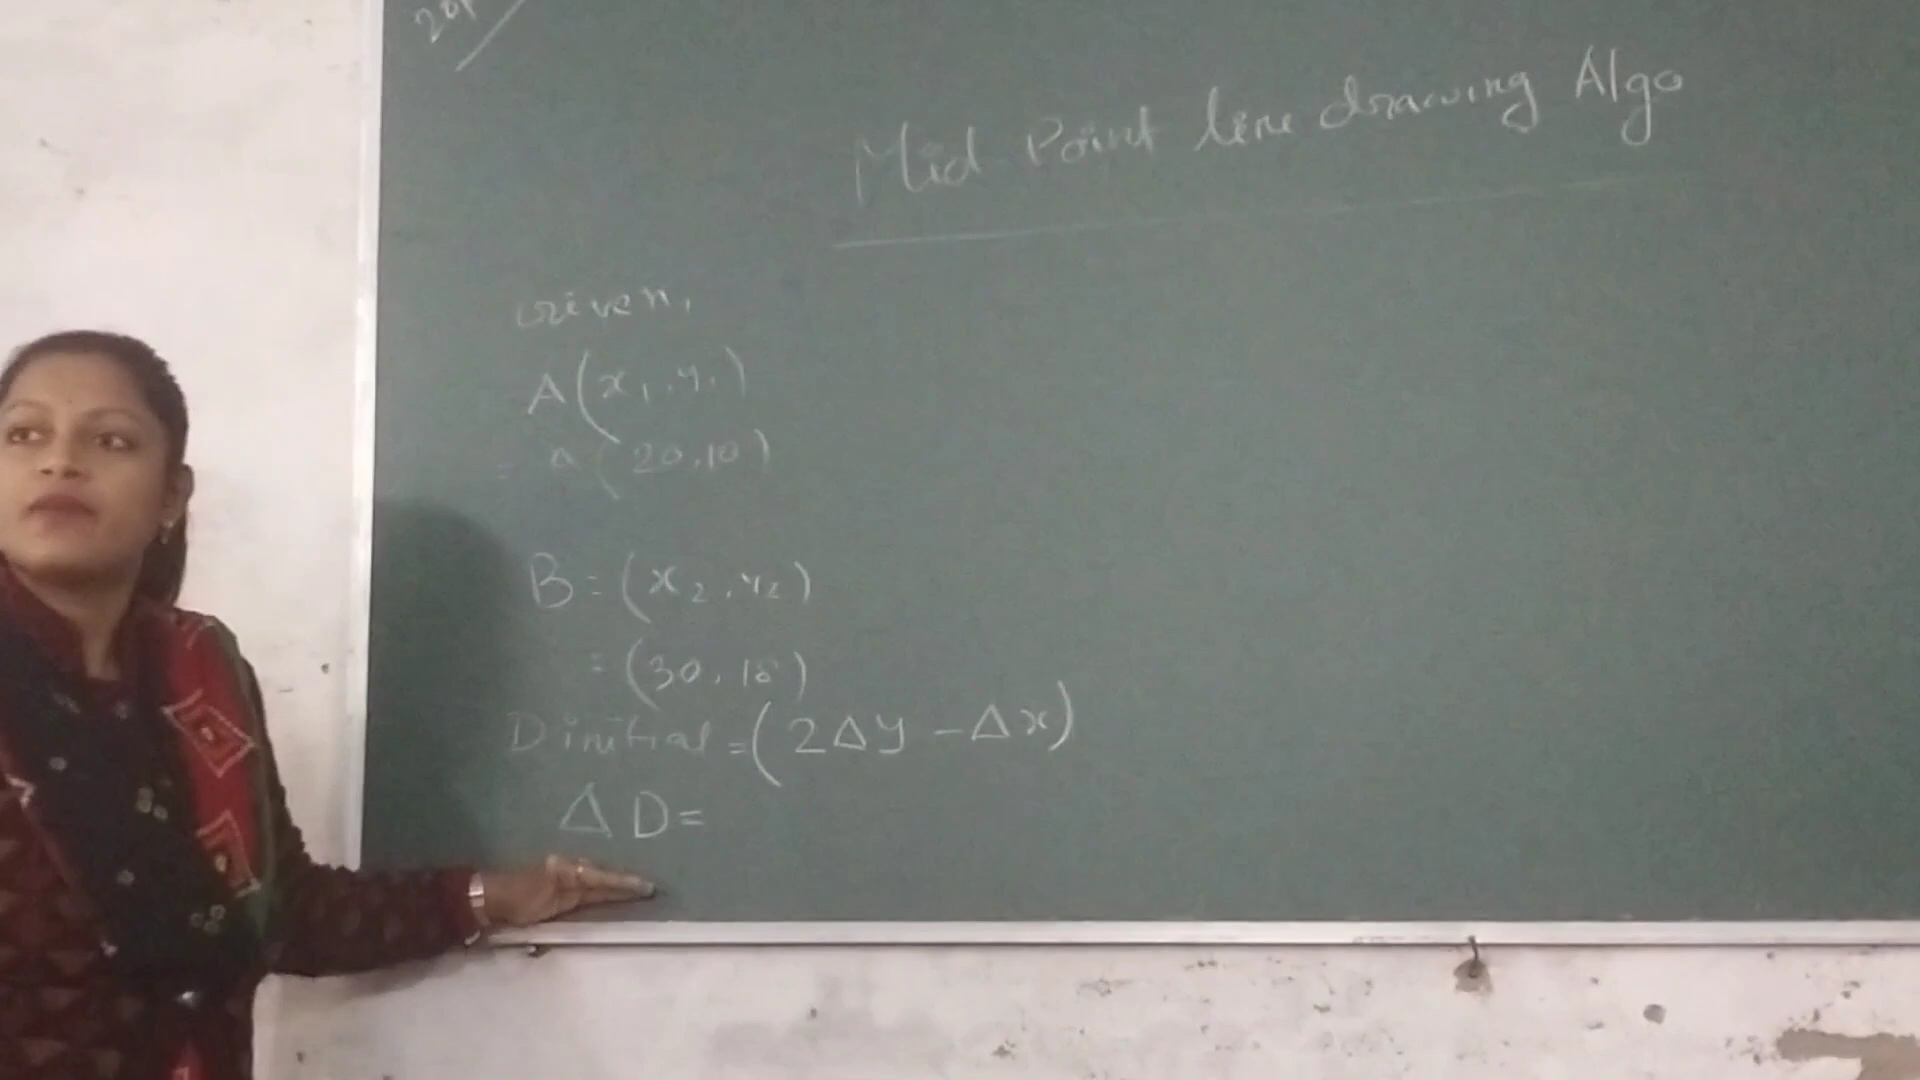 Mid Point line drawing Algo
Given,
A(x₁,y₁)
= A(20,10)
B=(x₂,y₂)
=(30,18)
D initial =(2Δy -Δx)
ΔD=